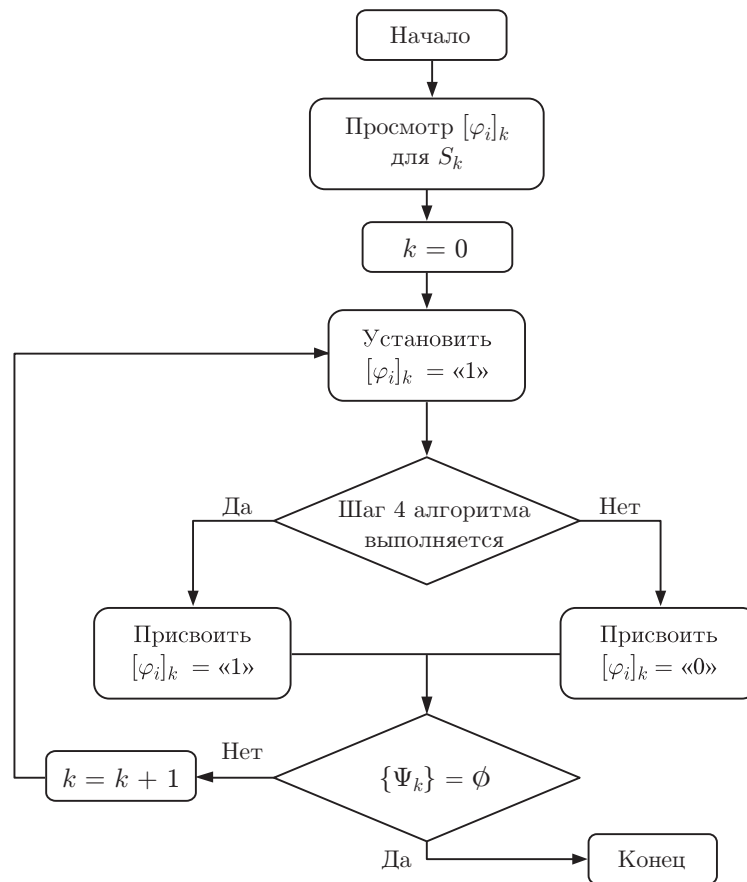 Начало
Просмотр [φᵢ]ₖ
для Sₖ
k = 0
Установить
[φᵢ]ₖ = «1»
Да
Шаг 4 алгоритма
выполняется
Нет
Присвоить
[φᵢ]ₖ = «1»
Присвоить
[φᵢ]ₖ = «0»
Нет
k = k + 1
{Ψₖ} = ϕ
Да
Конец